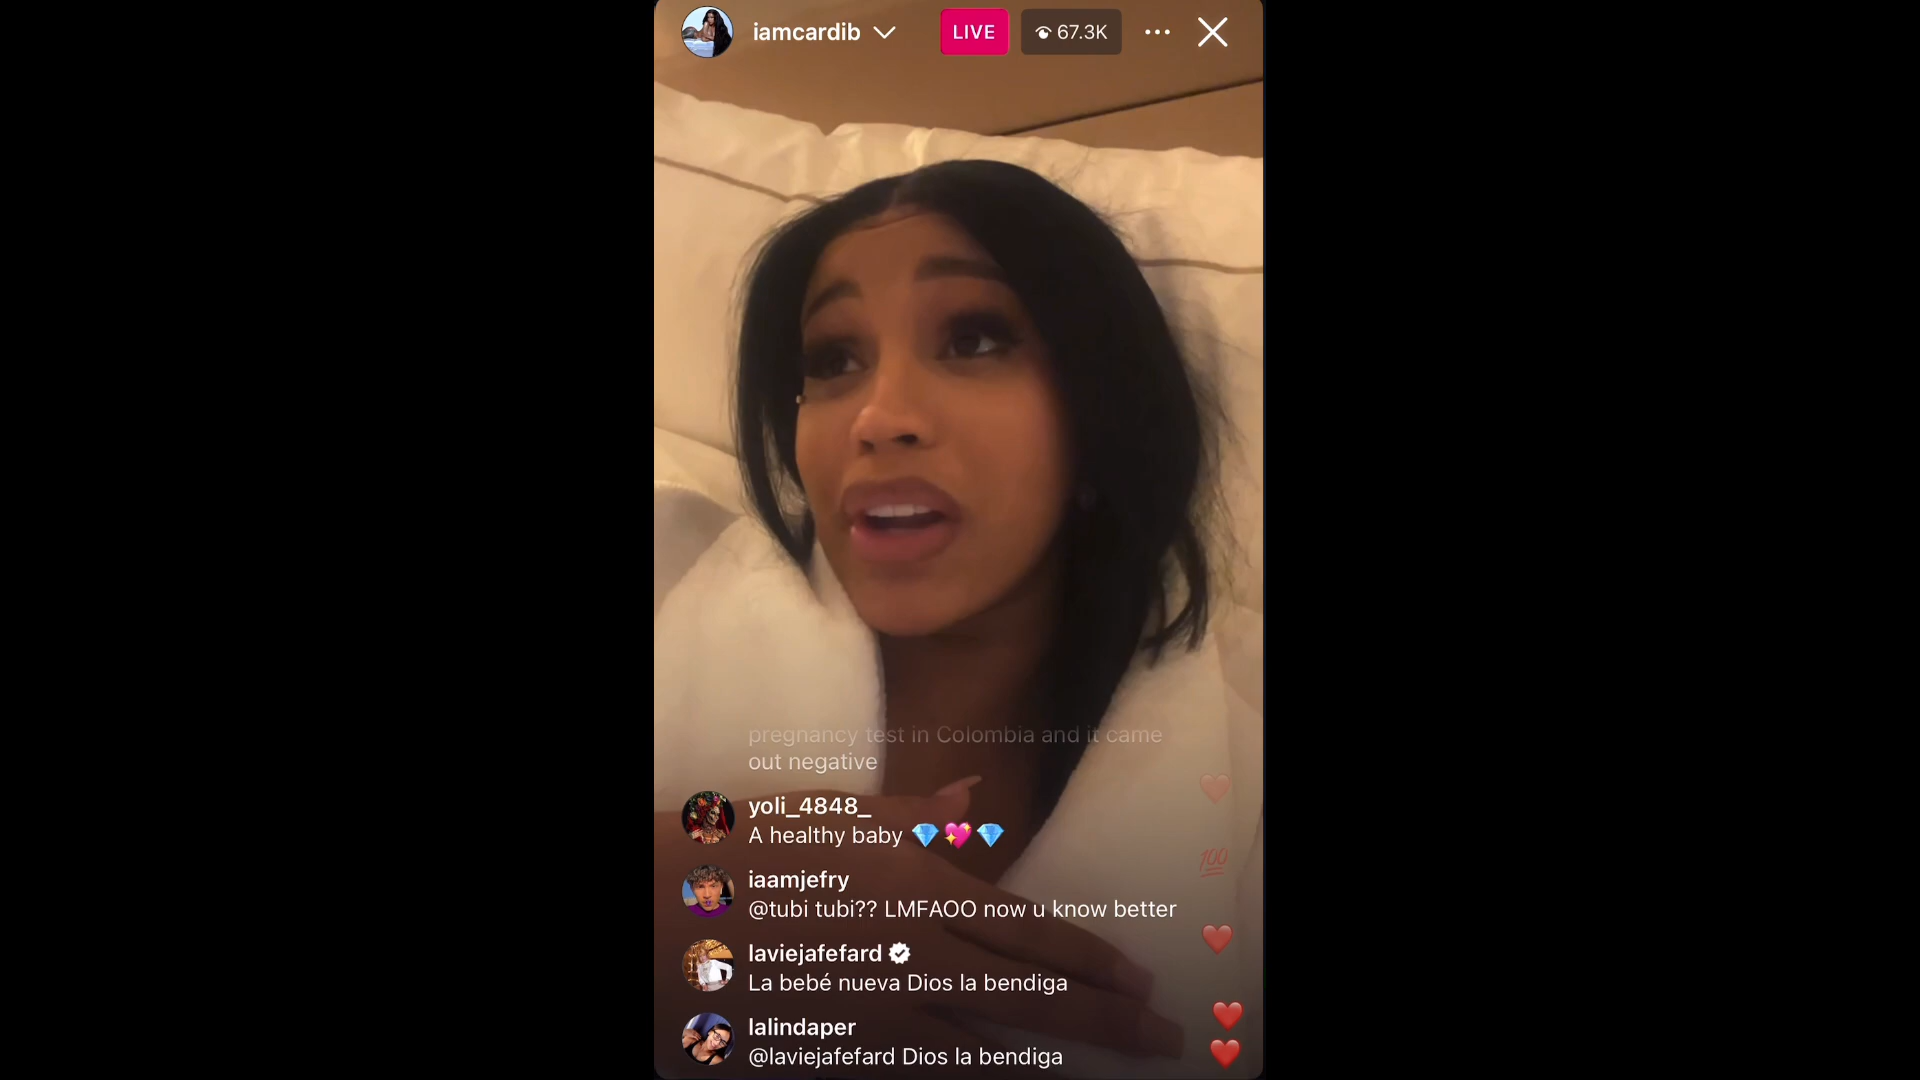 iamcardib
LIVE
67.3K
pregnancy test in Colombia and it came
out negative
yoli_4848_
A healthy baby 💎💖💎
iaamjefry
@tubi tubi?? LMFAOO now u know better
laviejafefard
La bebé nueva Dios la bendiga
lalindaper
@laviejafefard Dios la bendiga
💯